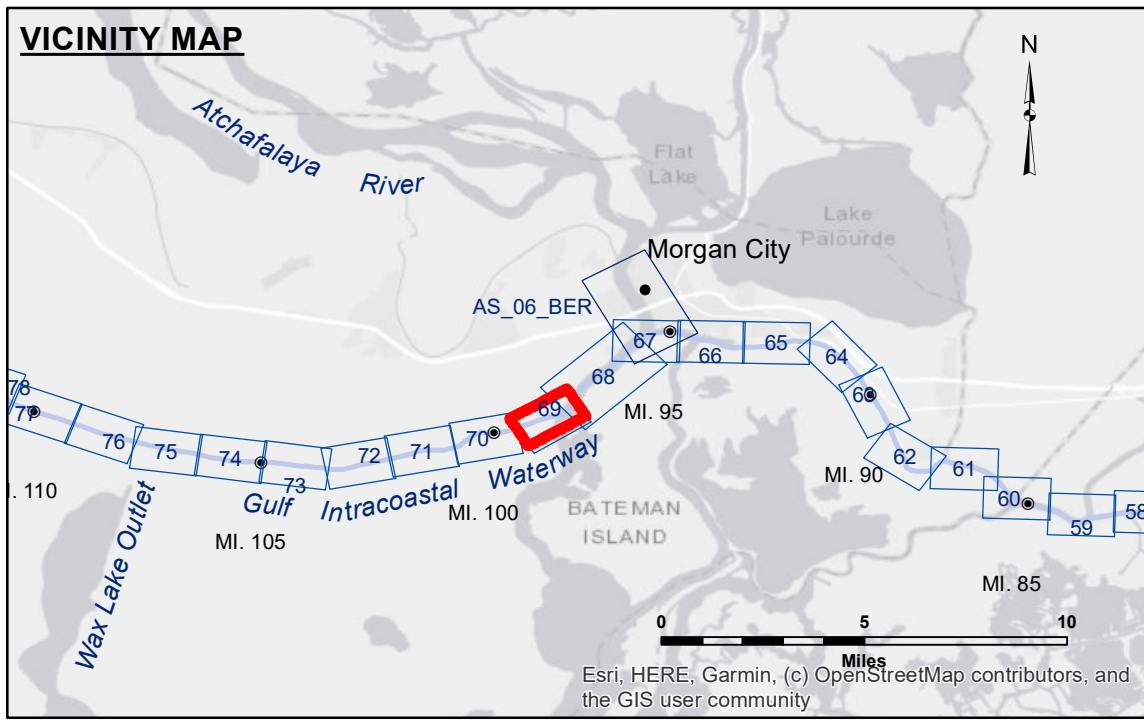 VICINITY MAP
N
Atchafalaya
River
Flat
Lake
Lake
Palourde
Morgan City
AS_06_BER
67
66
65
64
63
62
61
60
59
58
68
69
70
71
72
73
74
75
76
77
78
MI. 95
MI. 90
MI. 85
MI. 100
MI. 105
MI. 110
Gulf Intracoastal Waterway
Wax Lake Outlet
BATEMAN
ISLAND
0 5 10
Miles
Esri, HERE, Garmin, (c) OpenStreetMap contributors, and
the GIS user community